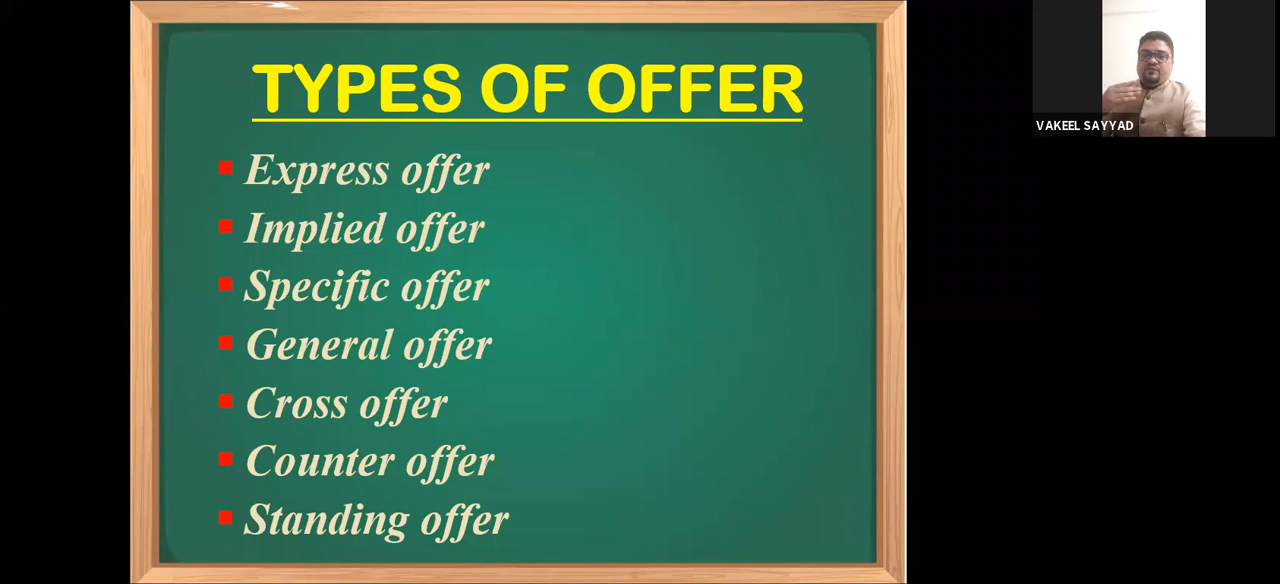 TYPES OF OFFER
Express offer
Implied offer
Specific offer
General offer
Cross offer
Counter offer
Standing offer
VAKEEL SAYYAD